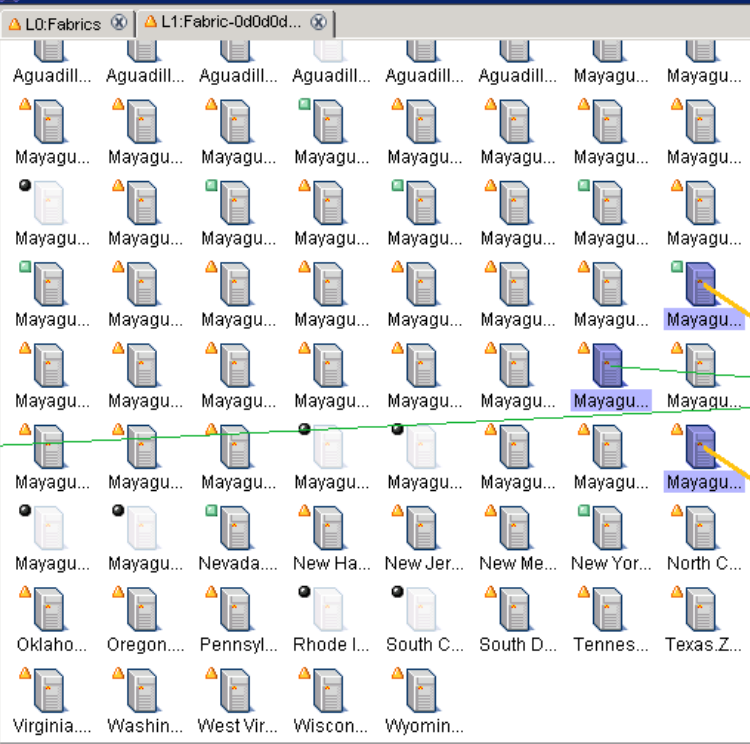 L0:Fabrics L1:Fabric-0d0d0d...
Aguadill... Aguadill... Aguadill... Aguadill... Aguadill... Aguadill... Mayagu... Mayagu...
Mayagu... Mayagu... Mayagu... Mayagu... Mayagu... Mayagu... Mayagu... Mayagu...
Mayagu... Mayagu... Mayagu... Mayagu... Mayagu... Mayagu... Mayagu... Mayagu...
Mayagu... Mayagu... Mayagu... Mayagu... Mayagu... Mayagu... Mayagu... Mayagu...
Mayagu... Mayagu... Mayagu... Mayagu... Mayagu... Mayagu... Mayagu... Mayagu...
Mayagu... Mayagu... Mayagu... Mayagu... Mayagu... Mayagu... Mayagu... Mayagu...
Mayagu... Mayagu... Nevada.... New Ha... New Jer... New Me... New Yor... North C...
Oklaho... Oregon.... Pennsyl... Rhode I... South C... South D... Tennes... Texas.Z...
Virginia.... Washin... West Vir... Wiscon... Wyomin...